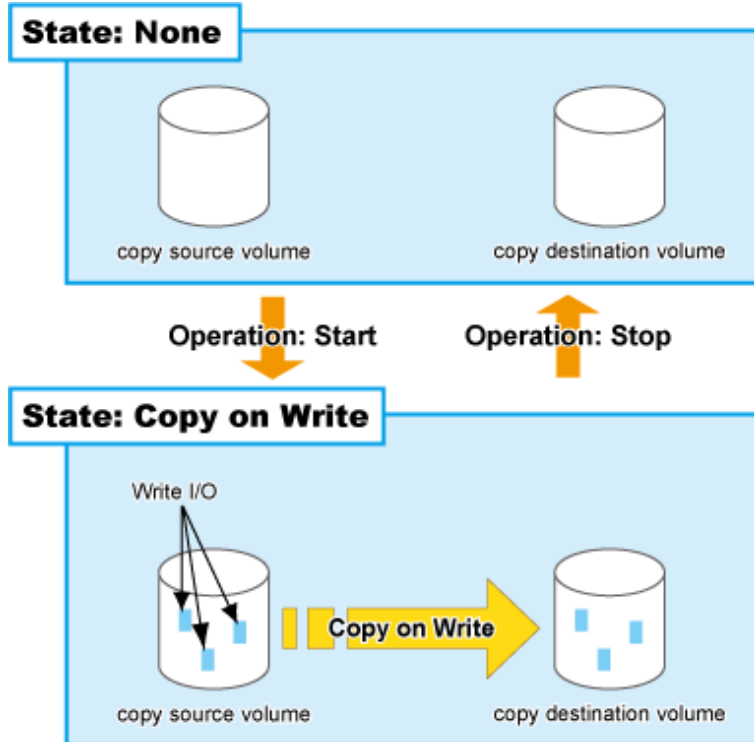 State: None
copy source volume
copy destination volume
Operation: Start
Operation: Stop
State: Copy on Write
Write I/O
Copy on Write
copy source volume
copy destination volume